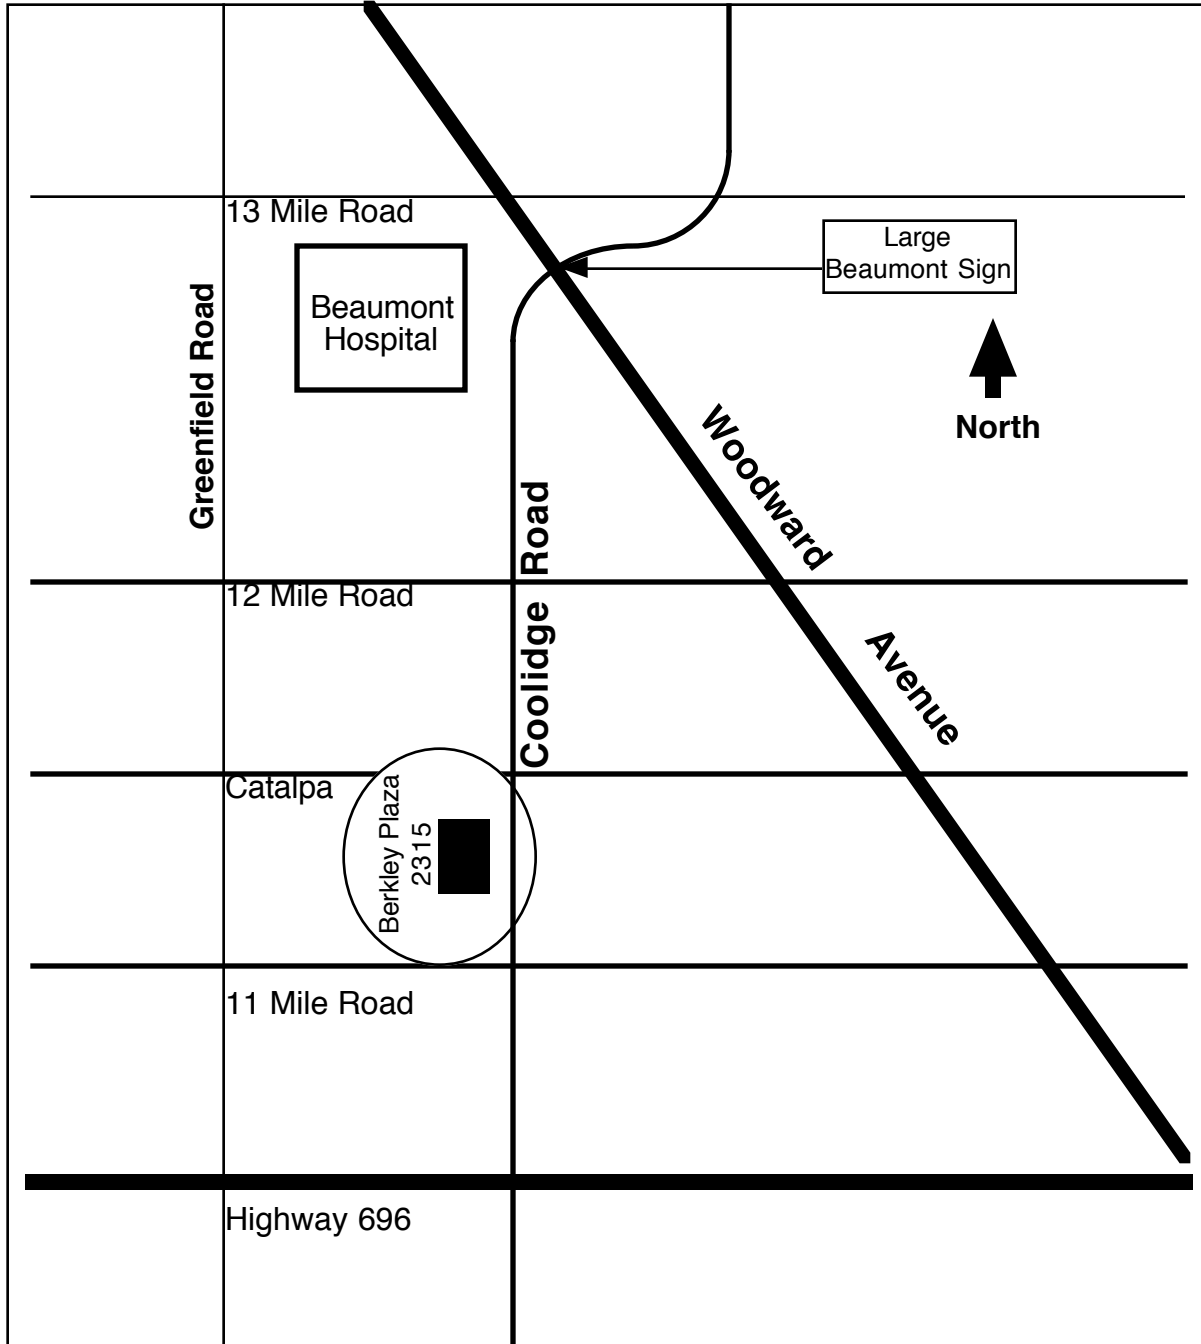 13 Mile Road
Large
Beaumont Sign
Beaumont
Hospital
Greenfield Road
North
Woodward
Avenue
Coolidge Road
12 Mile Road
Catalpa
Berkley Plaza
2315
11 Mile Road
Highway 696